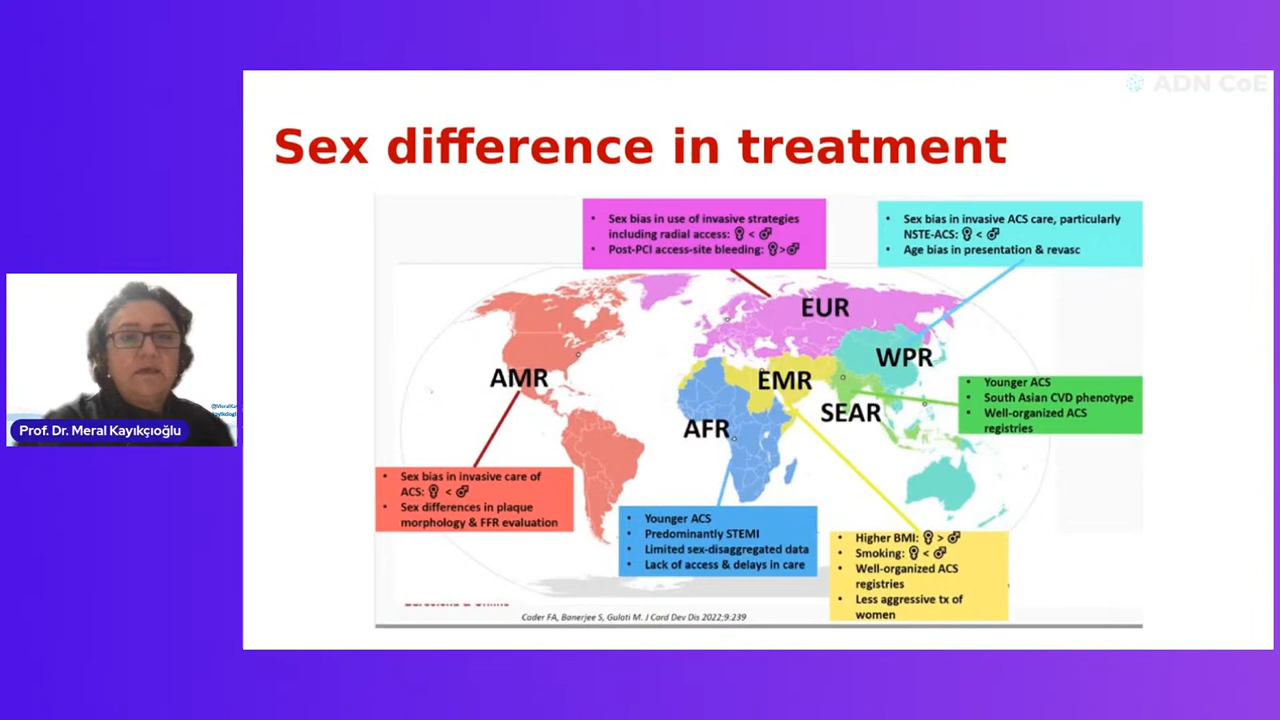 ADN CoE
Sex difference in treatment
• Sex bias in use of invasive strategies
including radial access: ♀ < ♂
• Post-PCI access-site bleeding: ♀>♂
• Sex bias in invasive ACS care, particularly
NSTE-ACS: ♀ < ♂
• Age bias in presentation & revasc
EUR
WPR
AMR
EMR
SEAR
AFR
• Younger ACS
• South Asian CVD phenotype
• Well-organized ACS
registries
• Sex bias in invasive care of
ACS: ♀ < ♂
• Sex differences in plaque
morphology & FFR evaluation
• Younger ACS
• Predominantly STEMI
• Limited sex-disaggregated data
• Lack of access & delays in care
• Higher BMI: ♀ > ♂
• Smoking: ♀ < ♂
• Well-organized ACS
registries
• Less aggressive tx of
women
Cader FA, Banerjee S, Gulati M. J Card Dev Dis 2022;9:239
Prof. Dr. Meral Kayıkçıoğlu